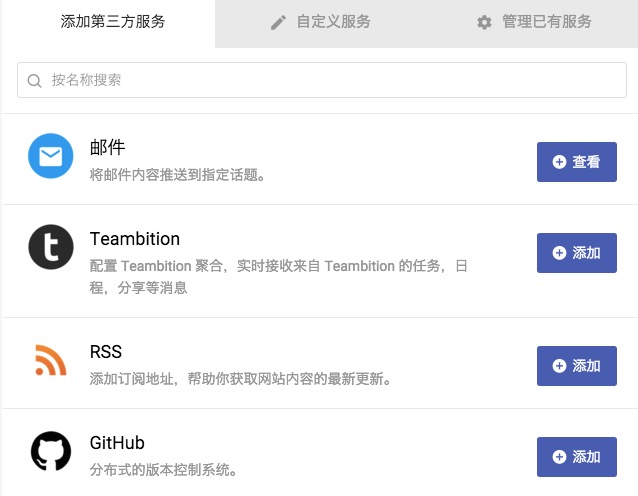 添加第三方服务
自定义服务
管理已有服务
按名称搜索
邮件
将邮件内容推送到指定话题。
查看
Teambition
配置 Teambition 聚合，实时接收来自 Teambition 的任务，日
程，分享等消息
添加
RSS
添加订阅地址，帮助你获取网站内容的最新更新。
添加
GitHub
分布式的版本控制系统。
添加